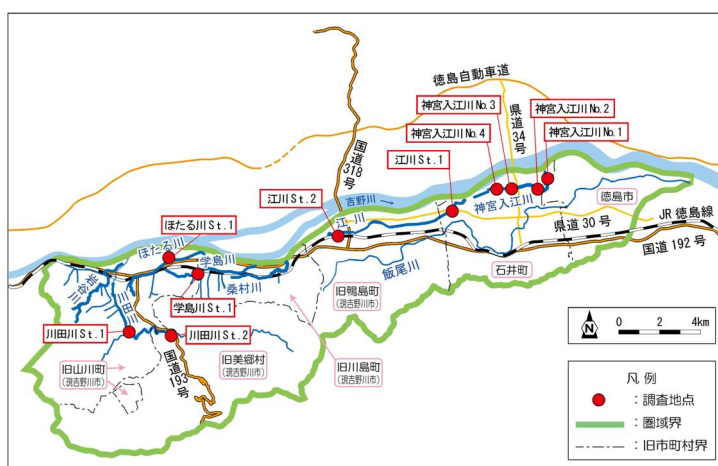 徳島自動車道
神宮入江川No.3
神宮入江川No.4
県道
34号
神宮入江川No.2
神宮入江川No.1
国道
318
号
江川St.1
吉野川
江川St.2
江川
神宮入江川
徳島市
JR徳島線
県道30号
国道192号
石井町
飯尾川
ほたる川St.1
ほたる川
学島川
桑村川
学島川St.1
川田川
川田川St.1
川田川St.2
国道
193
号
旧鴨島町
(現吉野川市)
旧川島町
(現吉野川市)
旧美郷村
(現吉野川市)
旧山川町
(現吉野川市)
N
0
2
4km
凡例
:調査地点
:圏域界
:旧市町村界